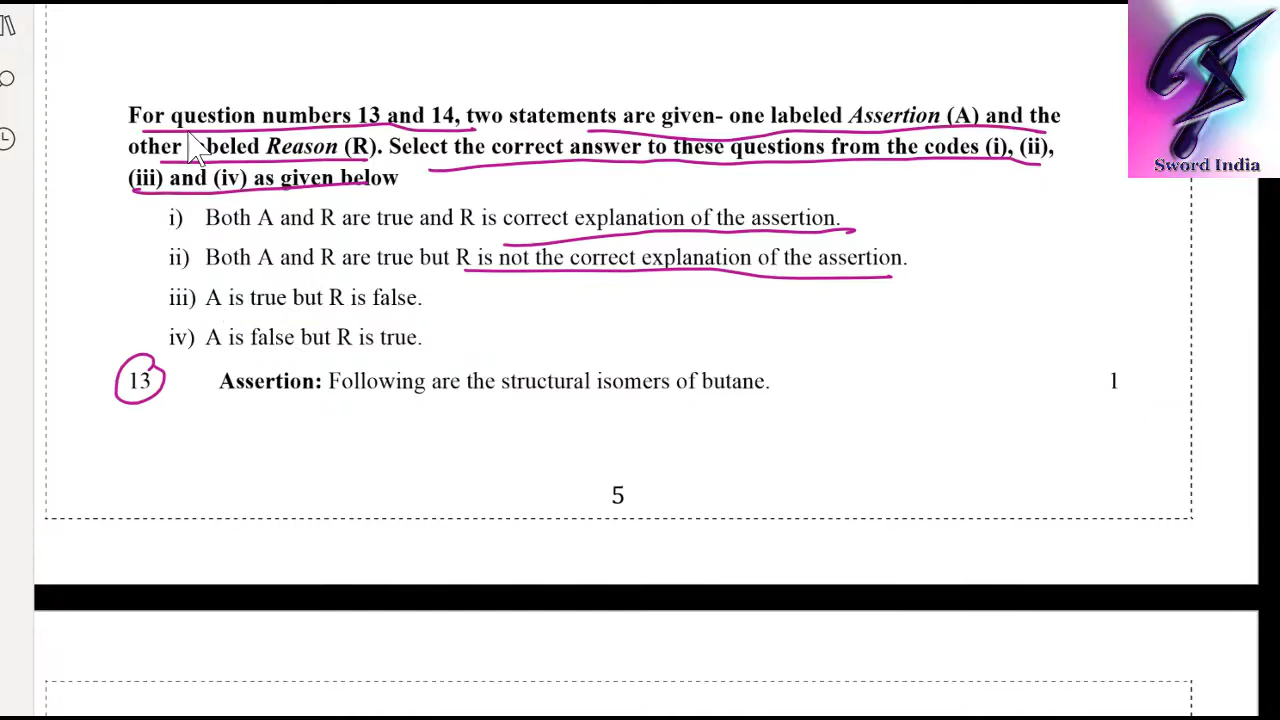 For question numbers 13 and 14, two statements are given- one labeled Assertion (A) and the
other beled Reason (R). Select the correct answer to these questions from the codes (i), (ii),
(iii) and (iv) as given below
i) Both A and R are true and R is correct explanation of the assertion.
ii) Both A and R are true but R is not the correct explanation of the assertion.
iii) A is true but R is false.
iv) A is false but R is true.
13 Assertion: Following are the structural isomers of butane. 1
5
Sword India